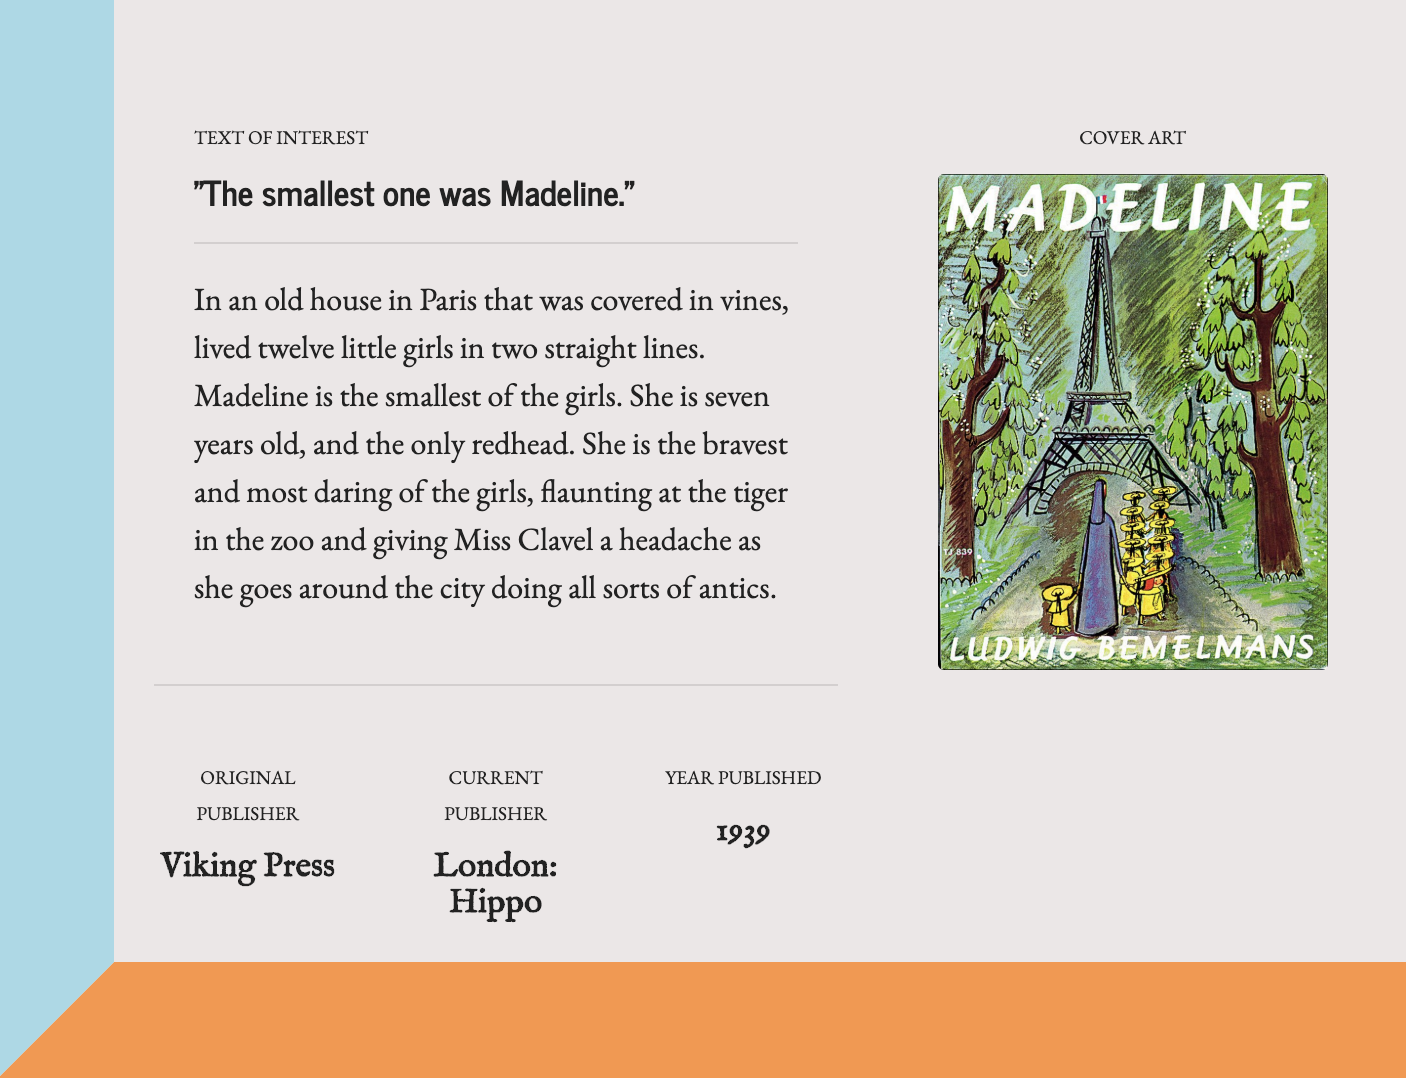 TEXT OF INTEREST
"The smallest one was Madeline."
In an old house in Paris that was covered in vines,
lived twelve little girls in two straight lines.
Madeline is the smallest of the girls. She is seven
years old, and the only redhead. She is the bravest
and most daring of the girls, flaunting at the tiger
in the zoo and giving Miss Clavel a headache as
she goes around the city doing all sorts of antics.
ORIGINAL
PUBLISHER
Viking Press
CURRENT
PUBLISHER
London:
Hippo
YEAR PUBLISHED
1939
COVER ART
MADELINE
TJ 839
LUDWIG BEMELMANS